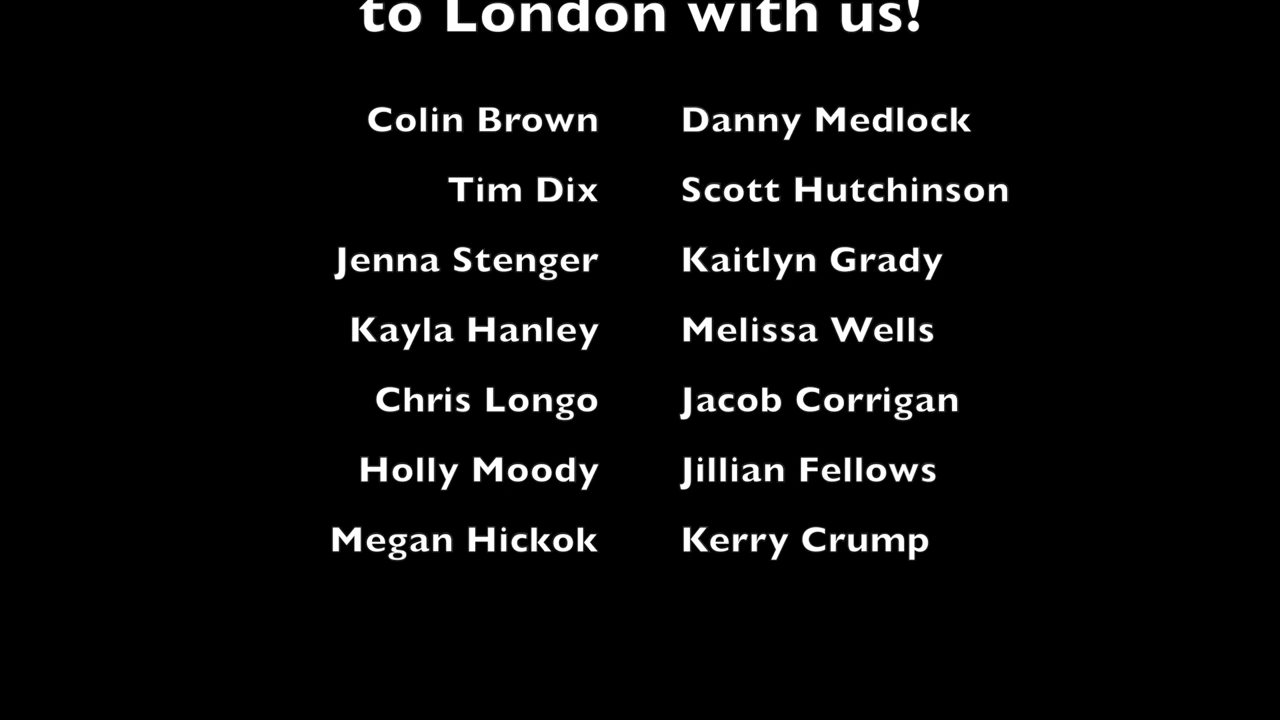 to London with us!
Colin Brown Danny Medlock
Tim Dix Scott Hutchinson
Jenna Stenger Kaitlyn Grady
Kayla Hanley Melissa Wells
Chris Longo Jacob Corrigan
Holly Moody Jillian Fellows
Megan Hickok Kerry Crump